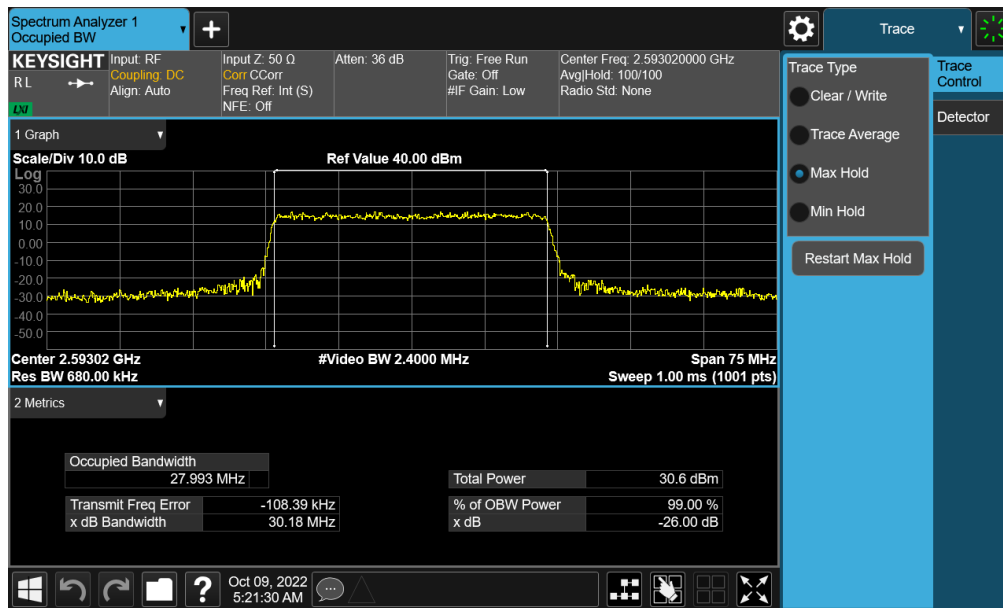 Spectrum Analyzer 1
Occupied BW
+
Trace
KEYSIGHT
R L
LXI
Input: RF
Coupling: DC
Align: Auto
Input Z: 50 Ω
Corr CCorr
Freq Ref: Int (S)
NFE: Off
Atten: 36 dB
Trig: Free Run
Gate: Off
#IF Gain: Low
Center Freq: 2.593020000 GHz
Avg|Hold: 100/100
Radio Std: None
Trace Type
Clear / Write
Trace Average
Max Hold
Min Hold
Restart Max Hold
Trace
Control
Detector
1 Graph
Scale/Div 10.0 dB
Ref Value 40.00 dBm
Log
30.0
20.0
10.0
0.00
-10.0
-20.0
-30.0
-40.0
-50.0
Center 2.59302 GHz
#Video BW 2.4000 MHz
Span 75 MHz
Res BW 680.00 kHz
Sweep 1.00 ms (1001 pts)
2 Metrics
Occupied Bandwidth
27.993 MHz
Total Power 30.6 dBm
Transmit Freq Error -108.39 kHz
% of OBW Power 99.00 %
x dB Bandwidth 30.18 MHz
x dB -26.00 dB
?
Oct 09, 2022
5:21:30 AM